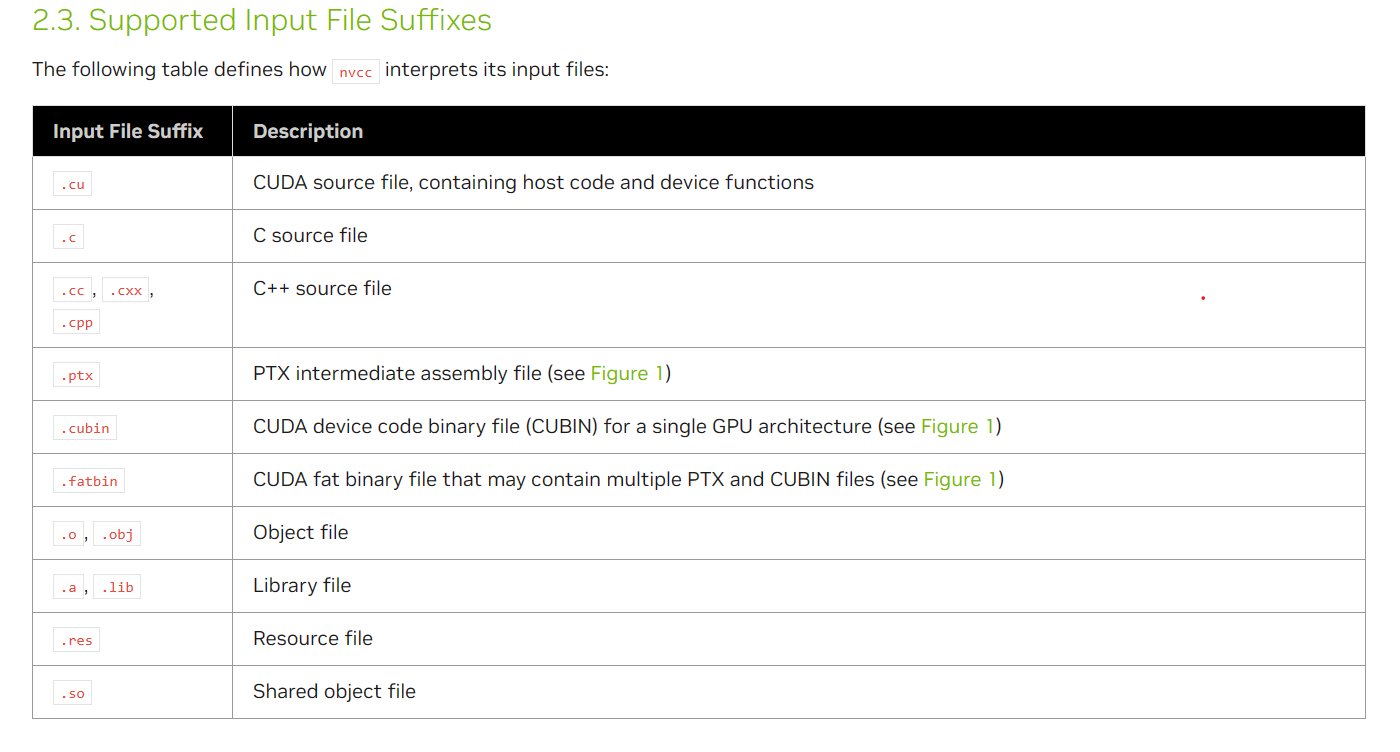 2.3. Supported Input File Suffixes
The following table defines how nvcc interprets its input files:
Input File Suffix Description
.cu CUDA source file, containing host code and device functions
.c C source file
.cc , .cxx , C++ source file
.cpp
.ptx PTX intermediate assembly file (see Figure 1)
.cubin CUDA device code binary file (CUBIN) for a single GPU architecture (see Figure 1)
.fatbin CUDA fat binary file that may contain multiple PTX and CUBIN files (see Figure 1)
.o , .obj Object file
.a , .lib Library file
.res Resource file
.so Shared object file